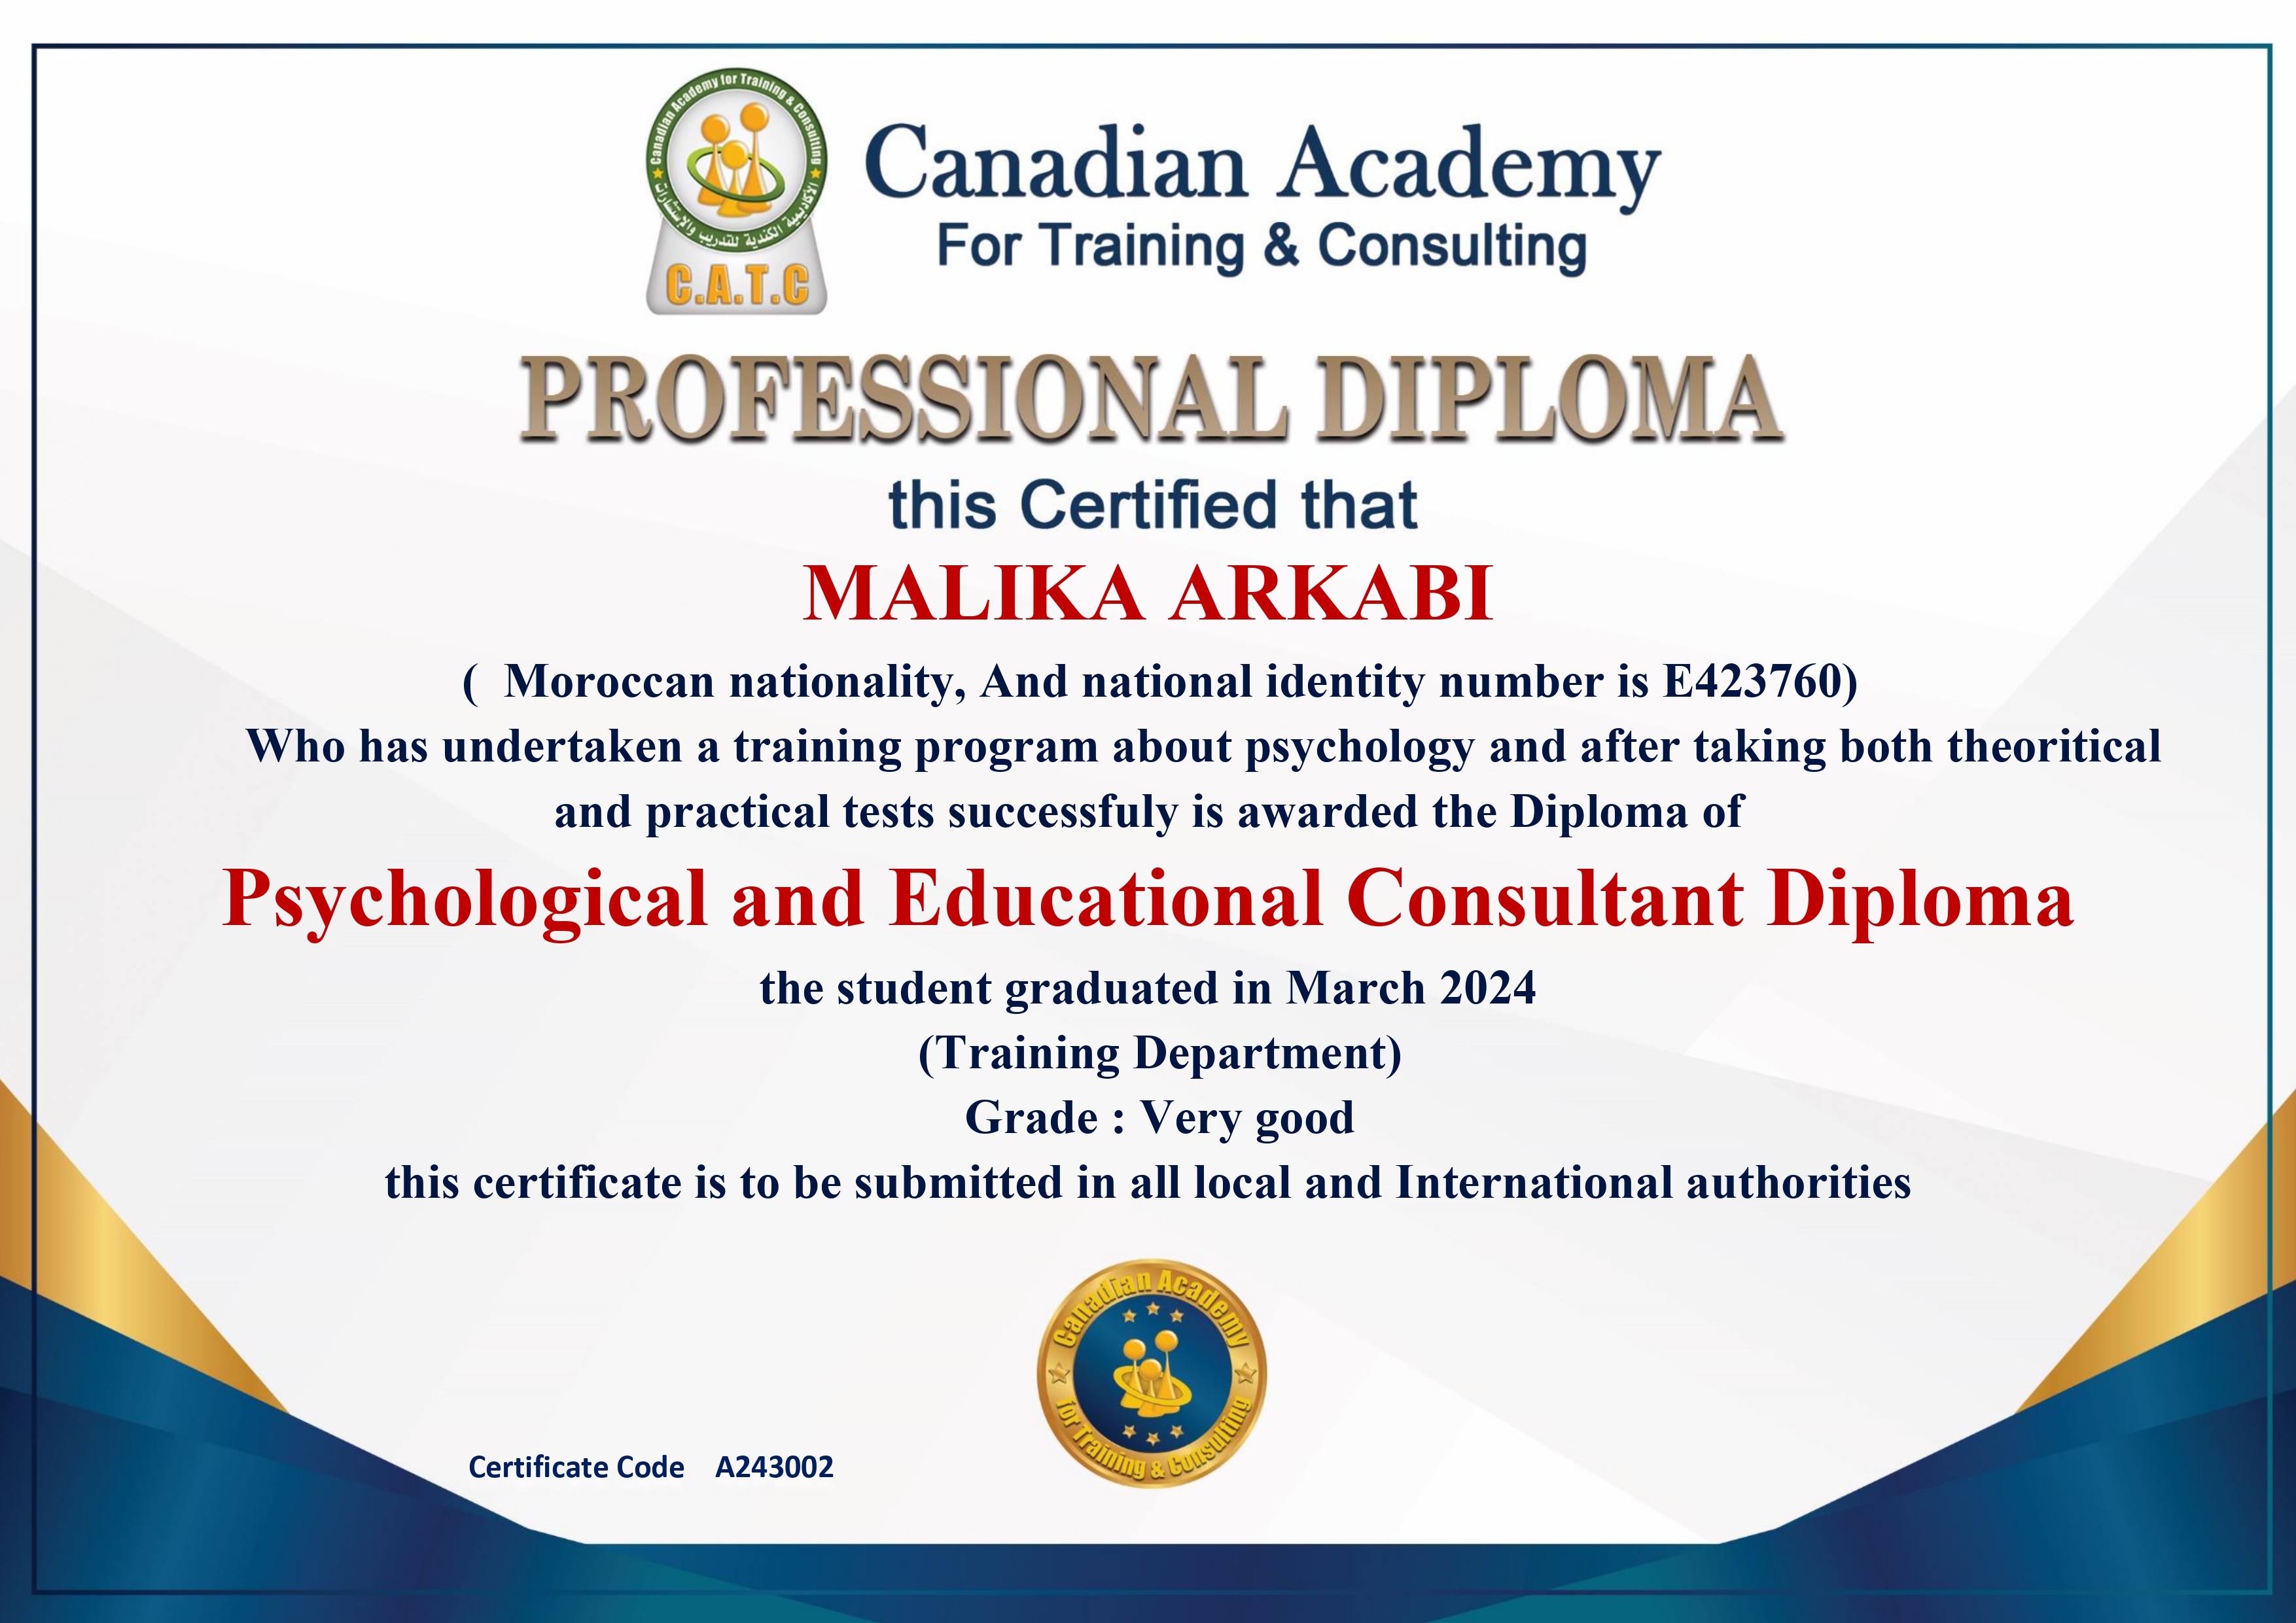 Canadian Academy for Training & Consulting
الأكاديمية الكندية للتدريب والإستشارات
C.A.T.C
Canadian Academy
For Training & Consulting
PROFESSIONAL DIPLOMA
this Certified that
MALIKA ARKABI
(  Moroccan nationality, And national identity number is E423760)
Who has undertaken a training program about psychology and after taking both theoritical
and practical tests successfuly is awarded the Diploma of
Psychological and Educational Consultant Diploma
the student graduated in March 2024
(Training Department)
Grade : Very good
this certificate is to be submitted in all local and International authorities
Canadian Academy
for Training & Consulting
Certificate Code    A243002